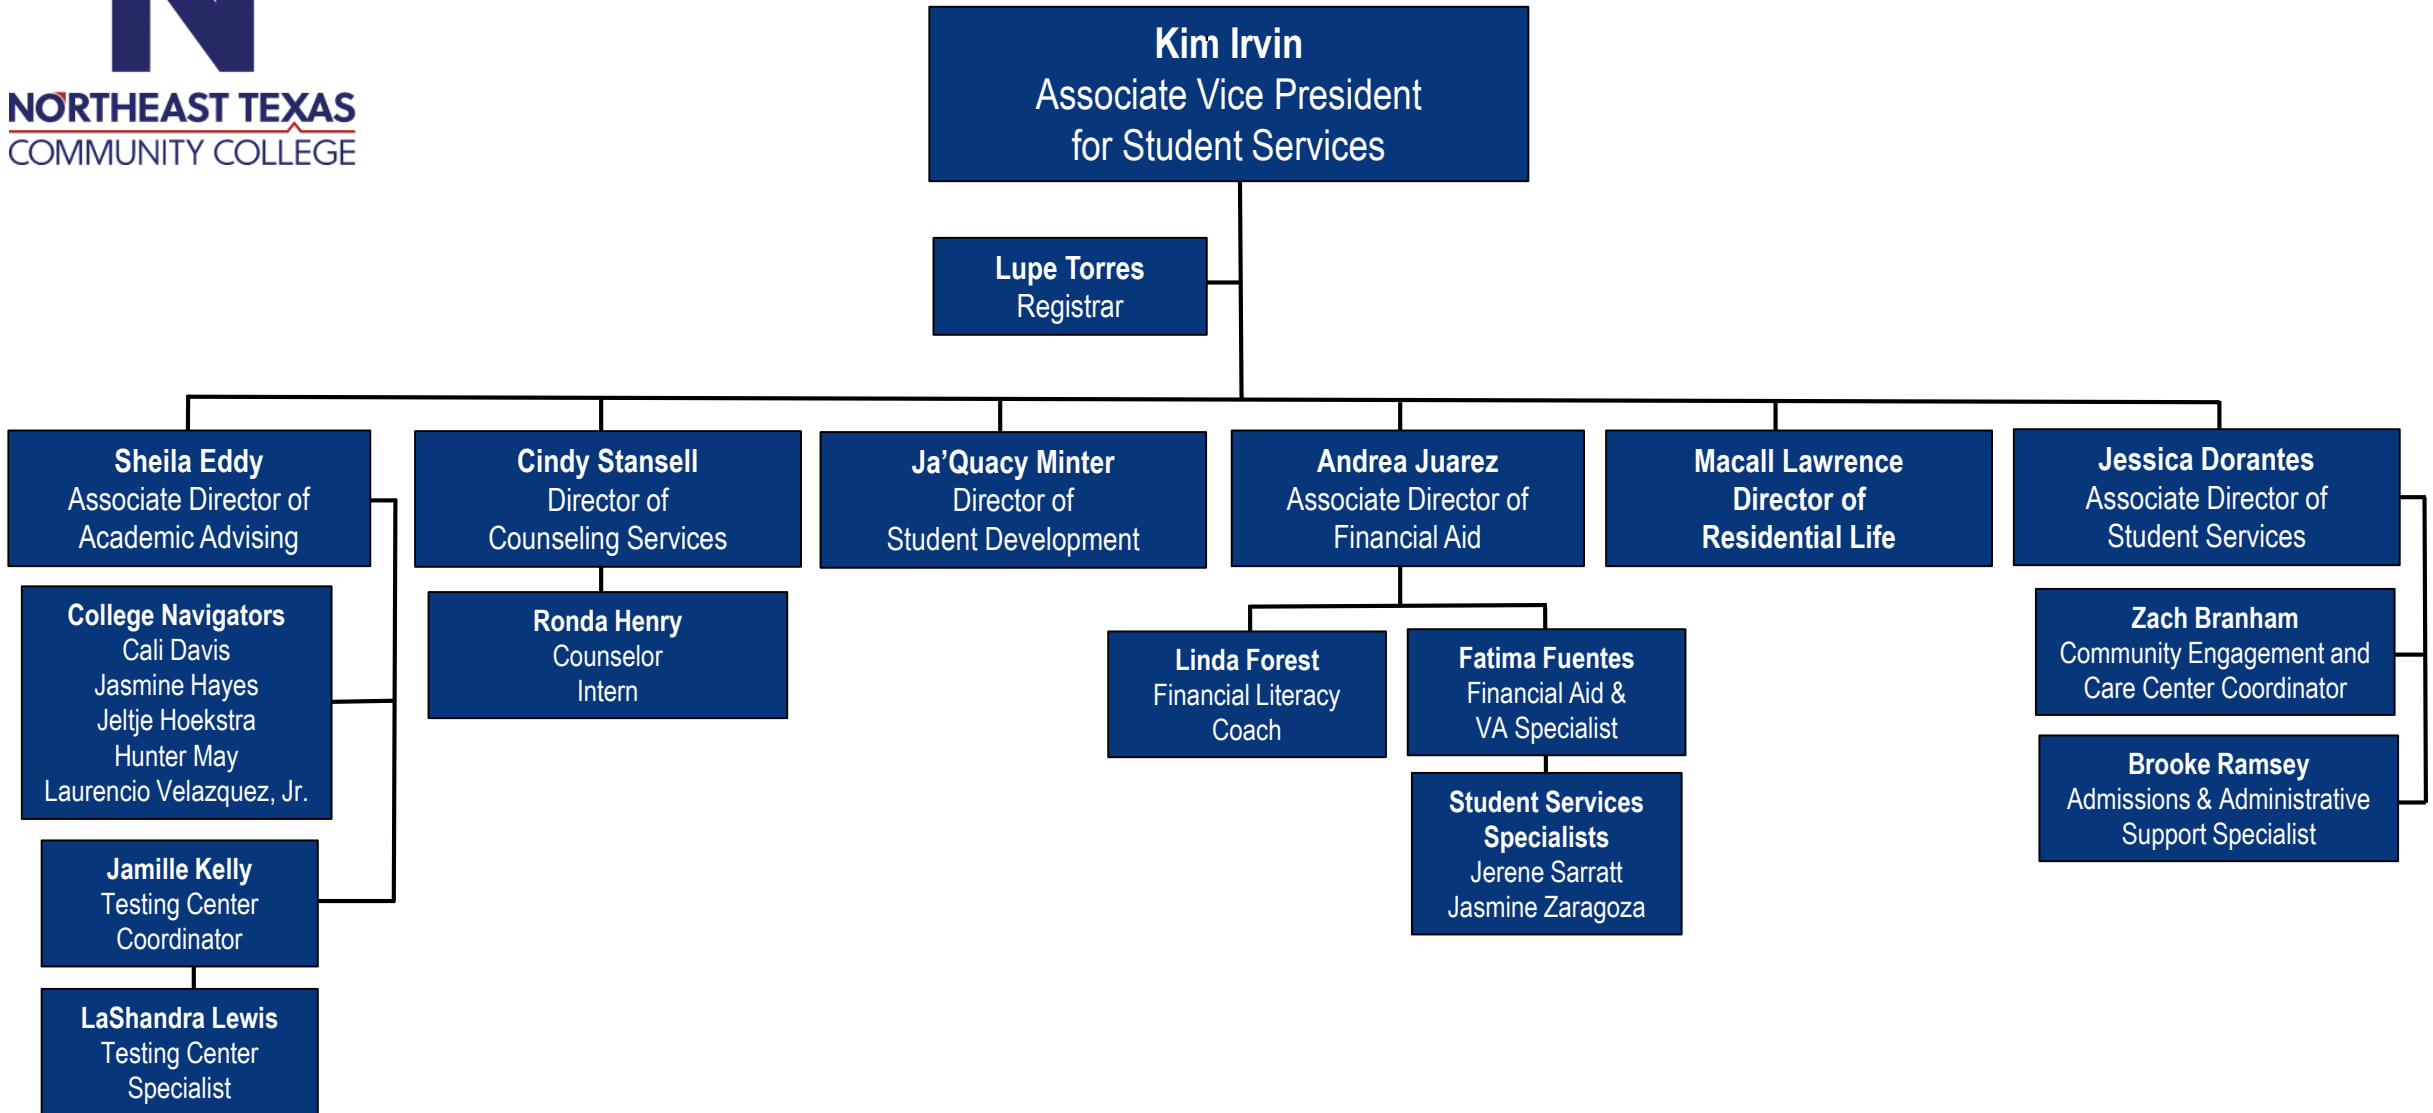 NORTHEAST TEXAS
COMMUNITY COLLEGE
Kim Irvin
Associate Vice President
for Student Services
Lupe Torres
Registrar
Sheila Eddy
Associate Director of
Academic Advising
College Navigators
Cali Davis
Jasmine Hayes
Jeltje Hoekstra
Hunter May
Laurencio Velazquez, Jr.
Jamille Kelly
Testing Center
Coordinator
LaShandra Lewis
Testing Center
Specialist
Cindy Stansell
Director of
Counseling Services
Ronda Henry
Counselor
Intern
Ja’Quacy Minter
Director of
Student Development
Andrea Juarez
Associate Director of
Financial Aid
Linda Forest
Financial Literacy
Coach
Fatima Fuentes
Financial Aid &
VA Specialist
Student Services
Specialists
Jerene Sarratt
Jasmine Zaragoza
Macall Lawrence
Director of
Residential Life
Jessica Dorantes
Associate Director of
Student Services
Zach Branham
Community Engagement and
Care Center Coordinator
Brooke Ramsey
Admissions & Administrative
Support Specialist